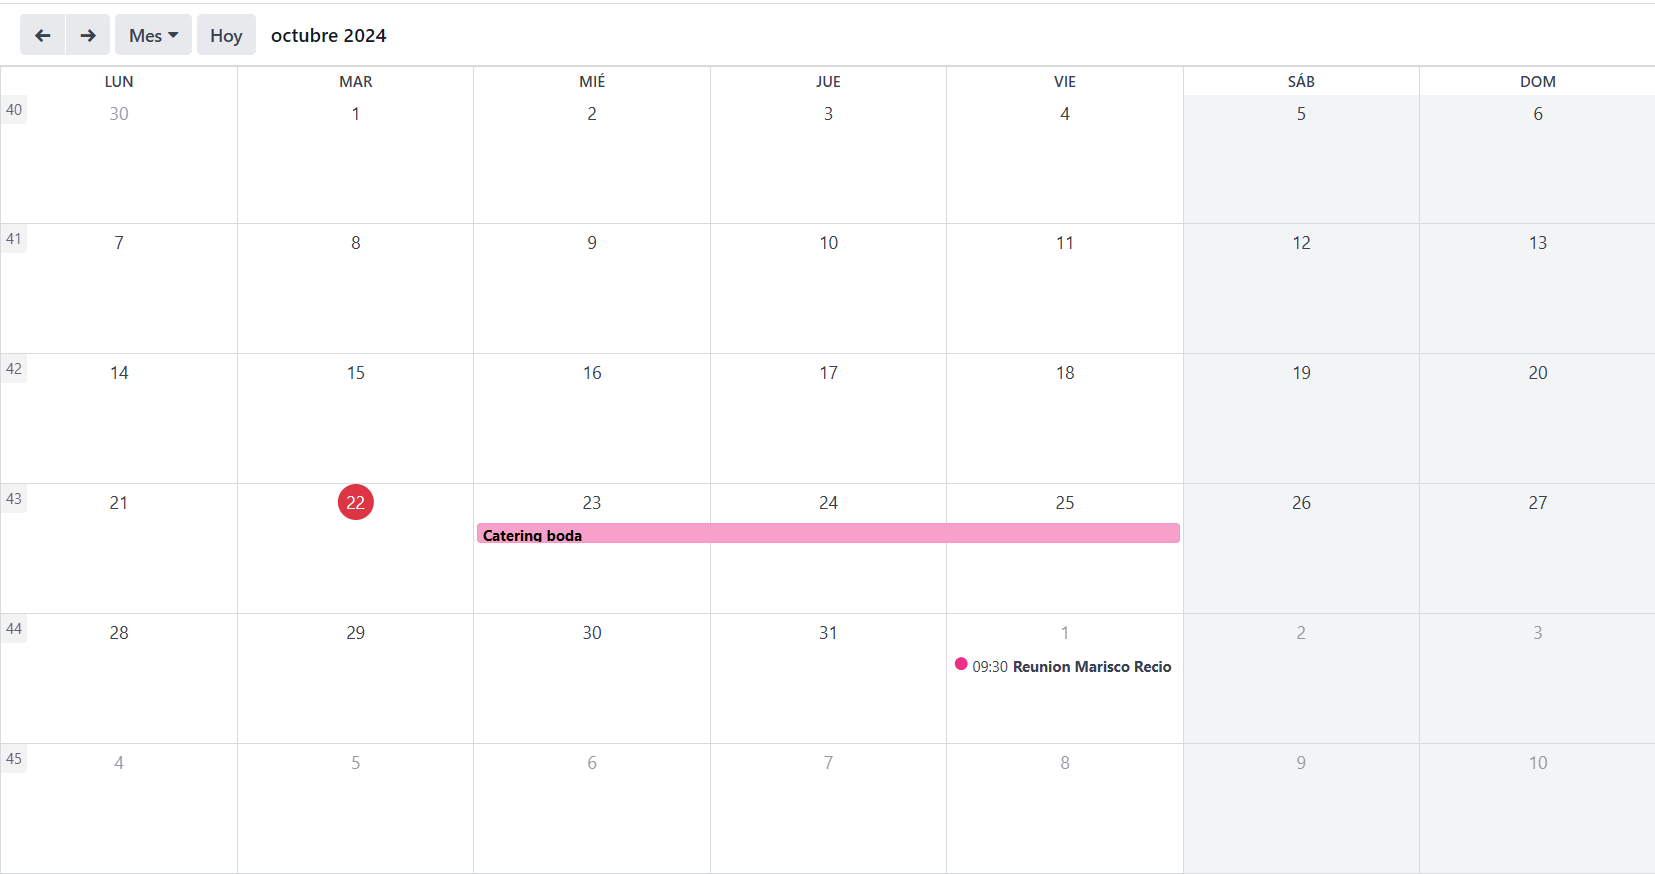 Mes Hoy octubre 2024
LUN MAR MIÉ JUE VIE SÁB DOM
40 30 1 2 3 4 5 6
41 7 8 9 10 11 12 13
42 14 15 16 17 18 19 20
43 21 22 23 24 25 26 27
Catering boda
44 28 29 30 31 1 2 3
09:30 Reunion Marisco Recio
45 4 5 6 7 8 9 10